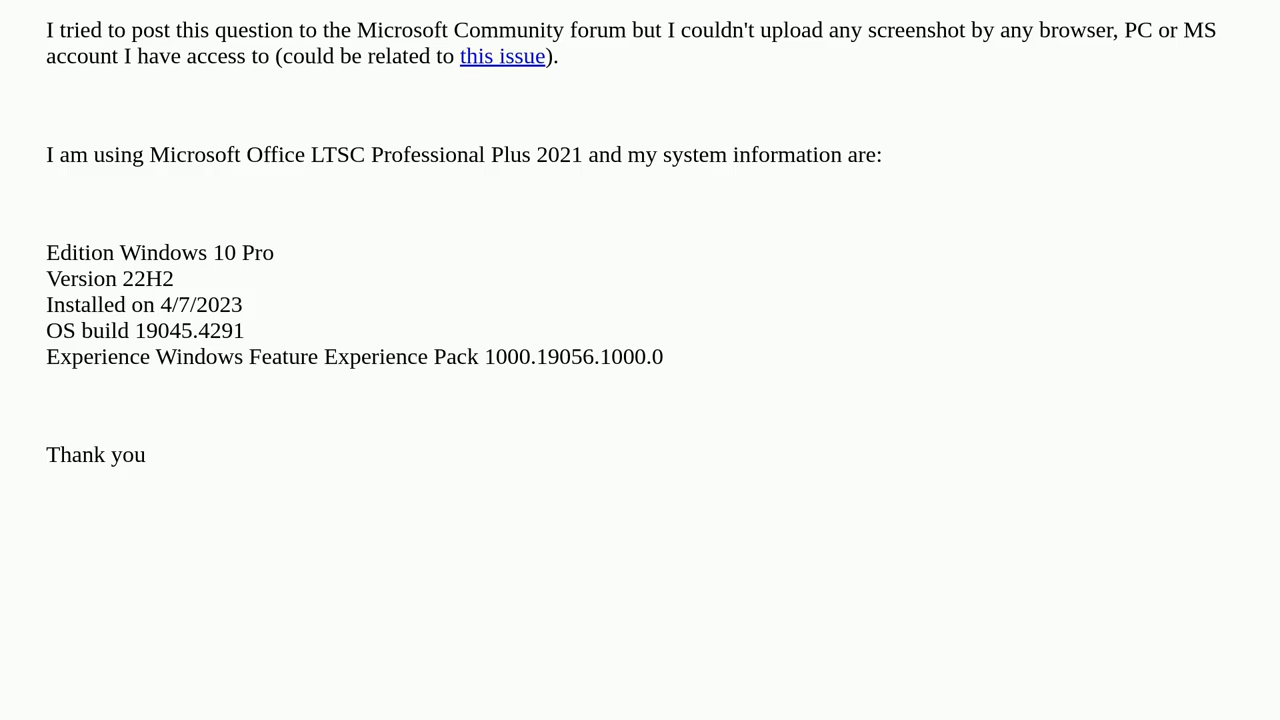 I tried to post this question to the Microsoft Community forum but I couldn't upload any screenshot by any browser, PC or MS
account I have access to (could be related to this issue).
I am using Microsoft Office LTSC Professional Plus 2021 and my system information are:
Edition Windows 10 Pro
Version 22H2
Installed on 4/7/2023
OS build 19045.4291
Experience Windows Feature Experience Pack 1000.19056.1000.0
Thank you